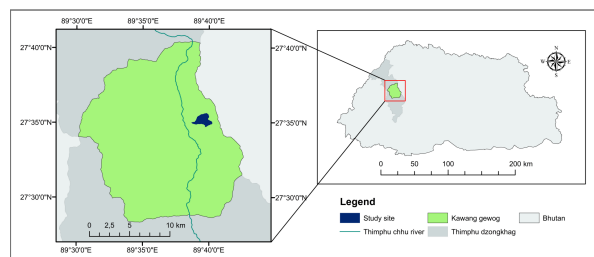 89°30'0"E 89°35'0"E 89°40'0"E
27°40'0"N 27°40'0"N
27°35'0"N 27°35'0"N
27°30'0"N 27°30'0"N
0 2.5 5 10 km
89°30'0"E 89°35'0"E 89°40'0"E
N
W E
S
0 50 100 200 km
Legend
Study site Kawang gewog Bhutan
Thimphu chhu river Thimphu dzongkhag